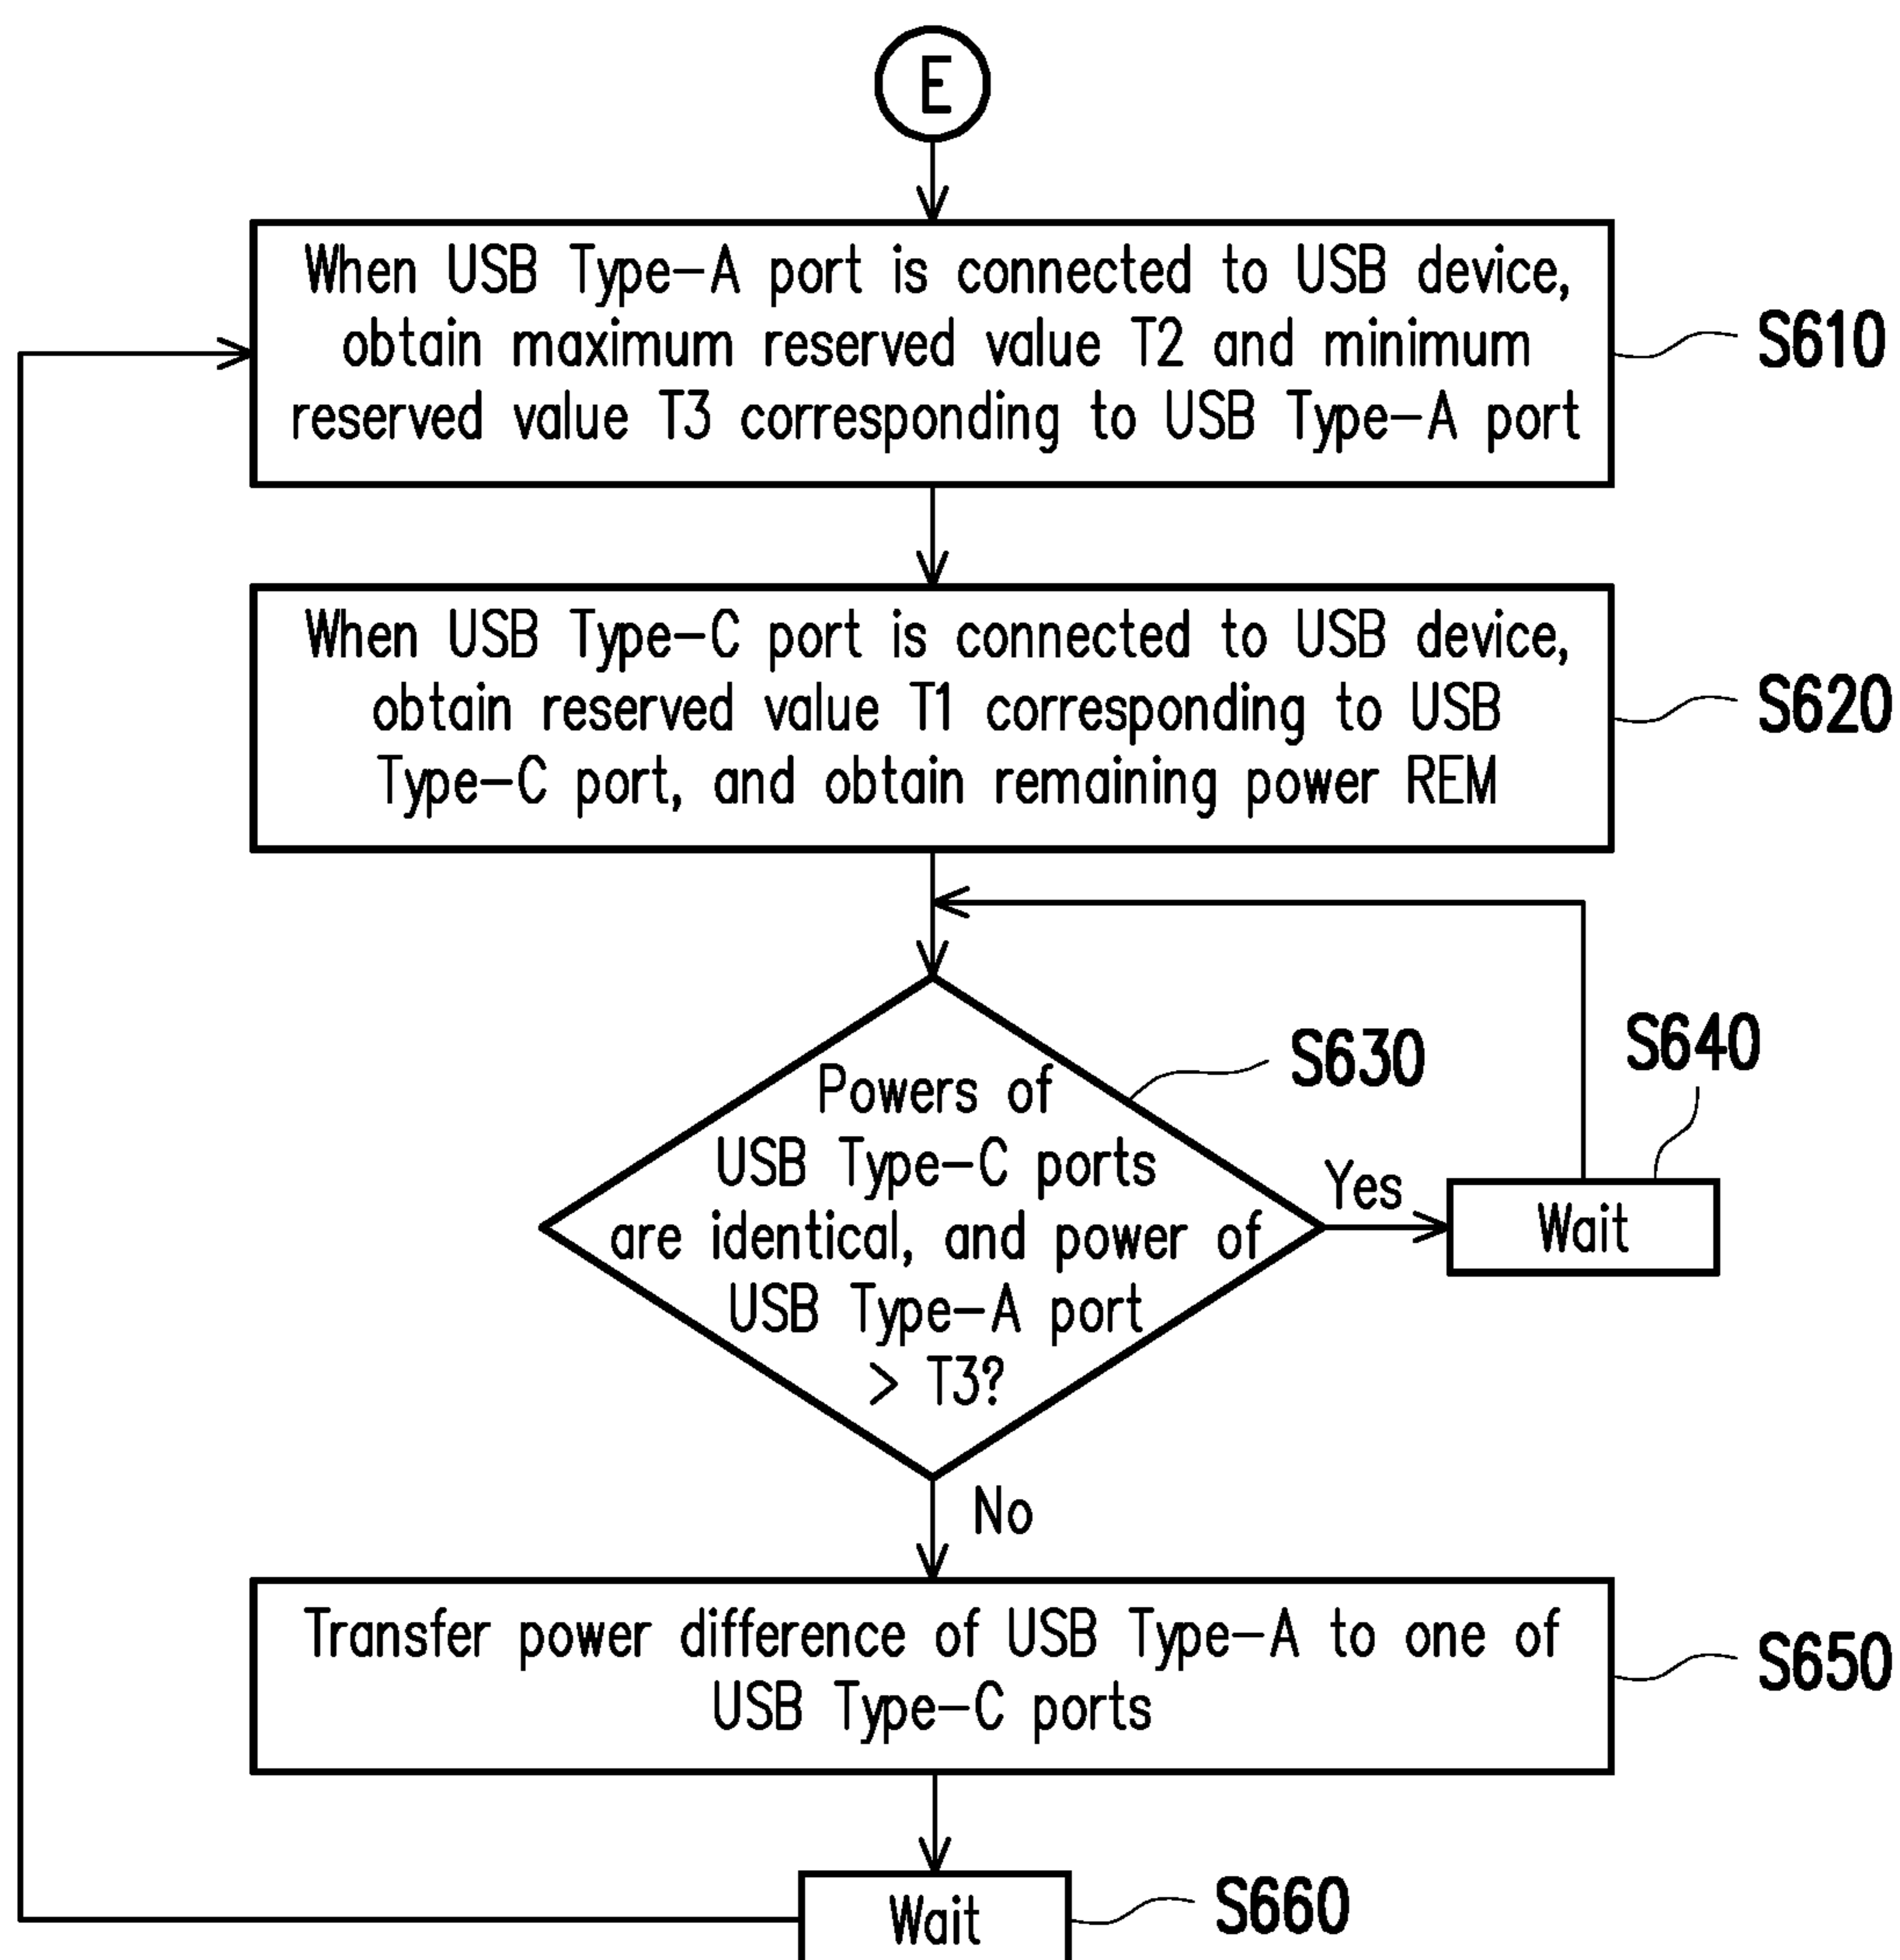 E
When USB Type-A port is connected to USB device,
obtain maximum reserved value T2 and minimum
reserved value T3 corresponding to USB Type-A port
S610
When USB Type-C port is connected to USB device,
obtain reserved value T1 corresponding to USB
Type-C port, and obtain remaining power REM
S620
Powers of
USB Type-C ports
are identical, and power of
USB Type-A port
> T3?
S630
Yes
S640
Wait
No
Transfer power difference of USB Type-A to one of
USB Type-C ports
S650
Wait
S660